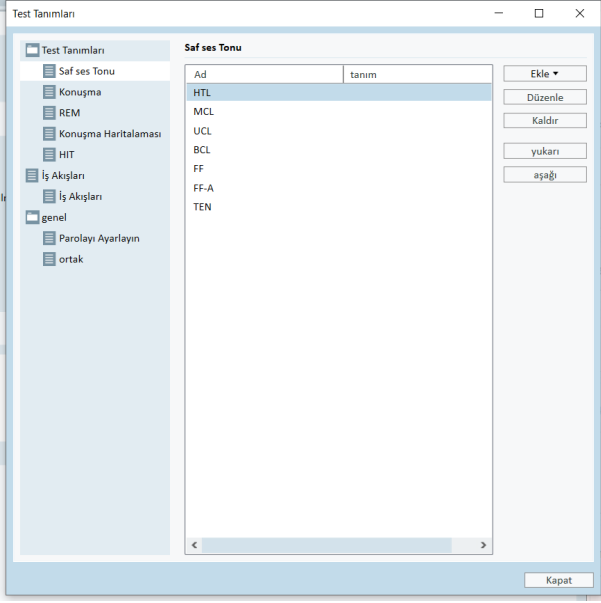 Test Tanımları
Test Tanımları
Saf ses Tonu
Konuşma
REM
Konuşma Haritalaması
HIT
İş Akışları
İş Akışları
genel
Parolayı Ayarlayın
ortak
Saf ses Tonu
Ad tanım
HTL
MCL
UCL
BCL
FF
FF-A
TEN
Ekle
Düzenle
Kaldır
yukarı
aşağı
Kapat